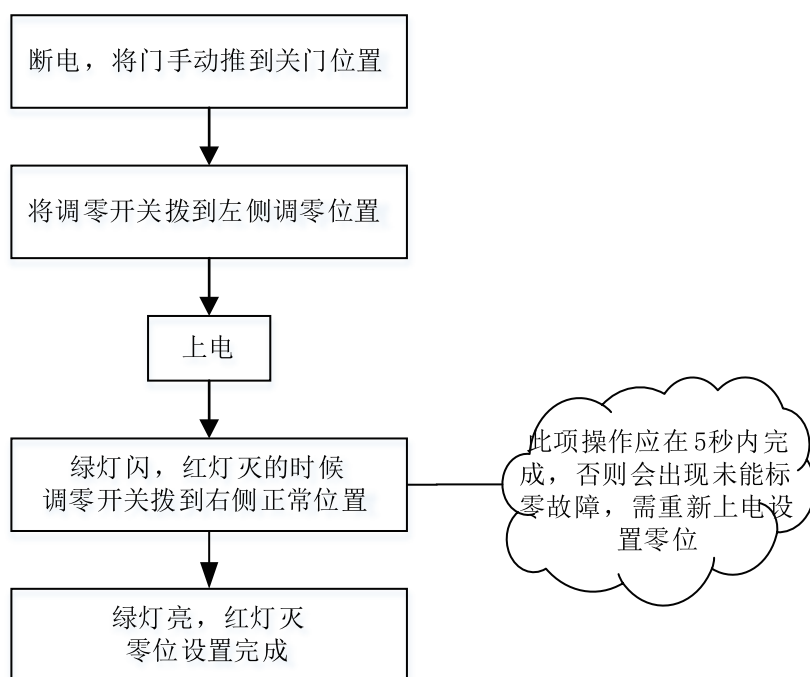 断电，将门手动推到关门位置
将调零开关拨到左侧调零位置
上电
绿灯闪，红灯灭的时候
调零开关拨到右侧正常位置
此项操作应在5秒内完
成，否则会出现未能标
零故障，需重新上电设
置零位
绿灯亮，红灯灭
零位设置完成